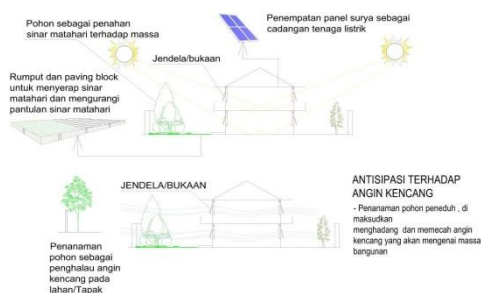 Pohon sebagai penahan
sinar matahari terhadap massa
Penempatan panel surya sebagai
cadangan tenaga listrik
Jendela/bukaan
Rumput dan paving block
untuk menyerap sinar
matahari dan mengurangi
pantulan sinar matahari
JENDELA/BUKAAN
ANTISIPASI TERHADAP
ANGIN KENCANG
- Penanaman pohon peneduh , di
maksudkan
menghadang dan memecah angin
kencang yang akan mengenai massa
bangunan
Penanaman
pohon sebagai
penghalau angin
kencang pada
lahan/Tapak